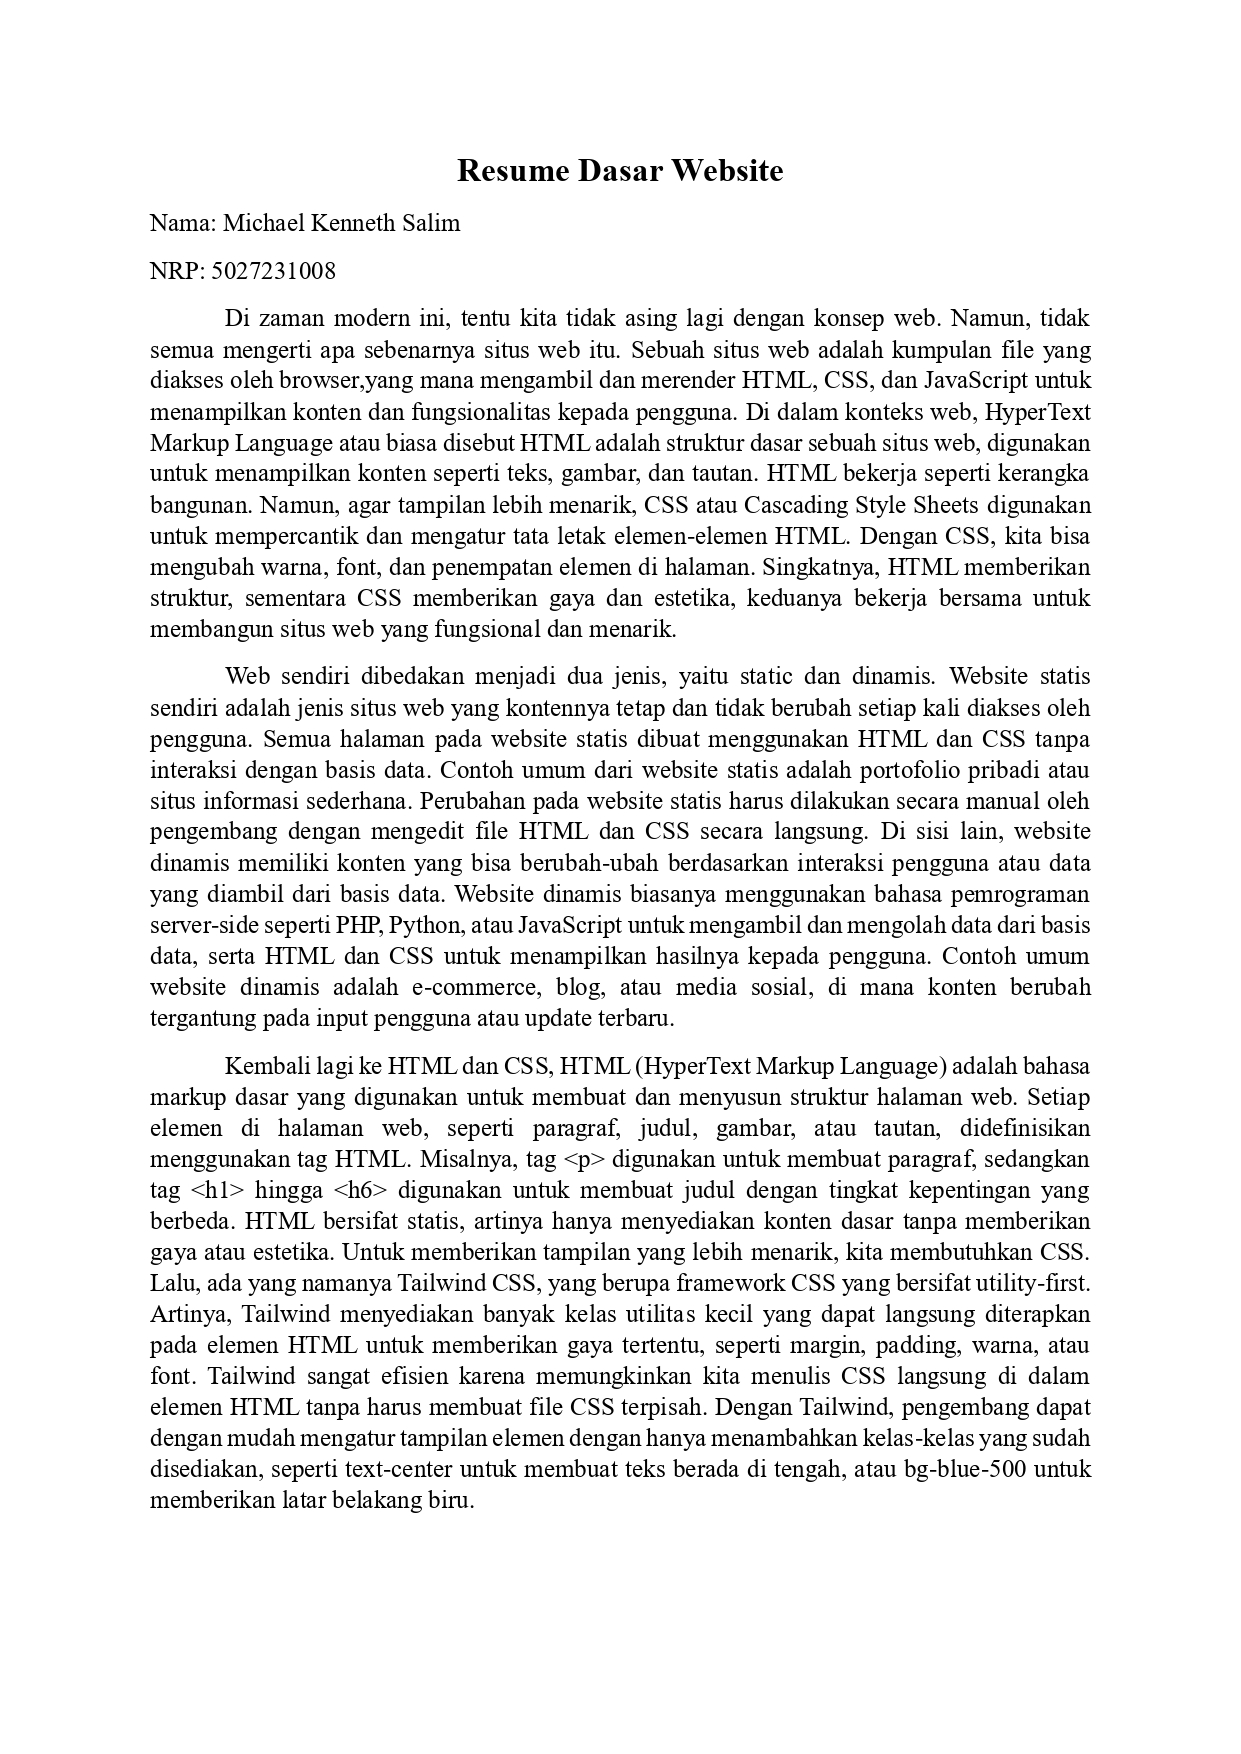 Resume Dasar Website
Nama: Michael Kenneth Salim
NRP: 5027231008
Di zaman modern ini, tentu kita tidak asing lagi dengan konsep web. Namun, tidak
semua mengerti apa sebenarnya situs web itu. Sebuah situs web adalah kumpulan file yang
diakses oleh browser,yang mana mengambil dan merender HTML, CSS, dan JavaScript untuk
menampilkan konten dan fungsionalitas kepada pengguna. Di dalam konteks web, HyperText
Markup Language atau biasa disebut HTML adalah struktur dasar sebuah situs web, digunakan
untuk menampilkan konten seperti teks, gambar, dan tautan. HTML bekerja seperti kerangka
bangunan. Namun, agar tampilan lebih menarik, CSS atau Cascading Style Sheets digunakan
untuk mempercantik dan mengatur tata letak elemen-elemen HTML. Dengan CSS, kita bisa
mengubah warna, font, dan penempatan elemen di halaman. Singkatnya, HTML memberikan
struktur, sementara CSS memberikan gaya dan estetika, keduanya bekerja bersama untuk
membangun situs web yang fungsional dan menarik.
Web sendiri dibedakan menjadi dua jenis, yaitu static dan dinamis. Website statis
sendiri adalah jenis situs web yang kontennya tetap dan tidak berubah setiap kali diakses oleh
pengguna. Semua halaman pada website statis dibuat menggunakan HTML dan CSS tanpa
interaksi dengan basis data. Contoh umum dari website statis adalah portofolio pribadi atau
situs informasi sederhana. Perubahan pada website statis harus dilakukan secara manual oleh
pengembang dengan mengedit file HTML dan CSS secara langsung. Di sisi lain, website
dinamis memiliki konten yang bisa berubah-ubah berdasarkan interaksi pengguna atau data
yang diambil dari basis data. Website dinamis biasanya menggunakan bahasa pemrograman
server-side seperti PHP, Python, atau JavaScript untuk mengambil dan mengolah data dari basis
data, serta HTML dan CSS untuk menampilkan hasilnya kepada pengguna. Contoh umum
website dinamis adalah e-commerce, blog, atau media sosial, di mana konten berubah
tergantung pada input pengguna atau update terbaru.
Kembali lagi ke HTML dan CSS, HTML (HyperText Markup Language) adalah bahasa
markup dasar yang digunakan untuk membuat dan menyusun struktur halaman web. Setiap
elemen di halaman web, seperti paragraf, judul, gambar, atau tautan, didefinisikan
menggunakan tag HTML. Misalnya, tag <p> digunakan untuk membuat paragraf, sedangkan
tag <h1> hingga <h6> digunakan untuk membuat judul dengan tingkat kepentingan yang
berbeda. HTML bersifat statis, artinya hanya menyediakan konten dasar tanpa memberikan
gaya atau estetika. Untuk memberikan tampilan yang lebih menarik, kita membutuhkan CSS.
Lalu, ada yang namanya Tailwind CSS, yang berupa framework CSS yang bersifat utility-first.
Artinya, Tailwind menyediakan banyak kelas utilitas kecil yang dapat langsung diterapkan
pada elemen HTML untuk memberikan gaya tertentu, seperti margin, padding, warna, atau
font. Tailwind sangat efisien karena memungkinkan kita menulis CSS langsung di dalam
elemen HTML tanpa harus membuat file CSS terpisah. Dengan Tailwind, pengembang dapat
dengan mudah mengatur tampilan elemen dengan hanya menambahkan kelas-kelas yang sudah
disediakan, seperti text-center untuk membuat teks berada di tengah, atau bg-blue-500 untuk
memberikan latar belakang biru.